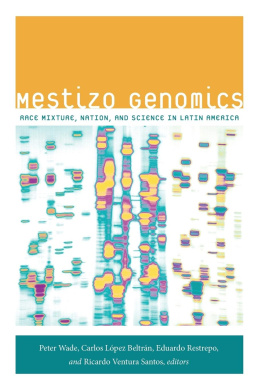 Mestizo Genomics
RACE MIXTURE, NATION, AND SCIENCE IN LATIN AMERICA
Peter Wade, Carlos López Beltrán, Eduardo Restrepo,
and Ricardo Ventura Santos, editors